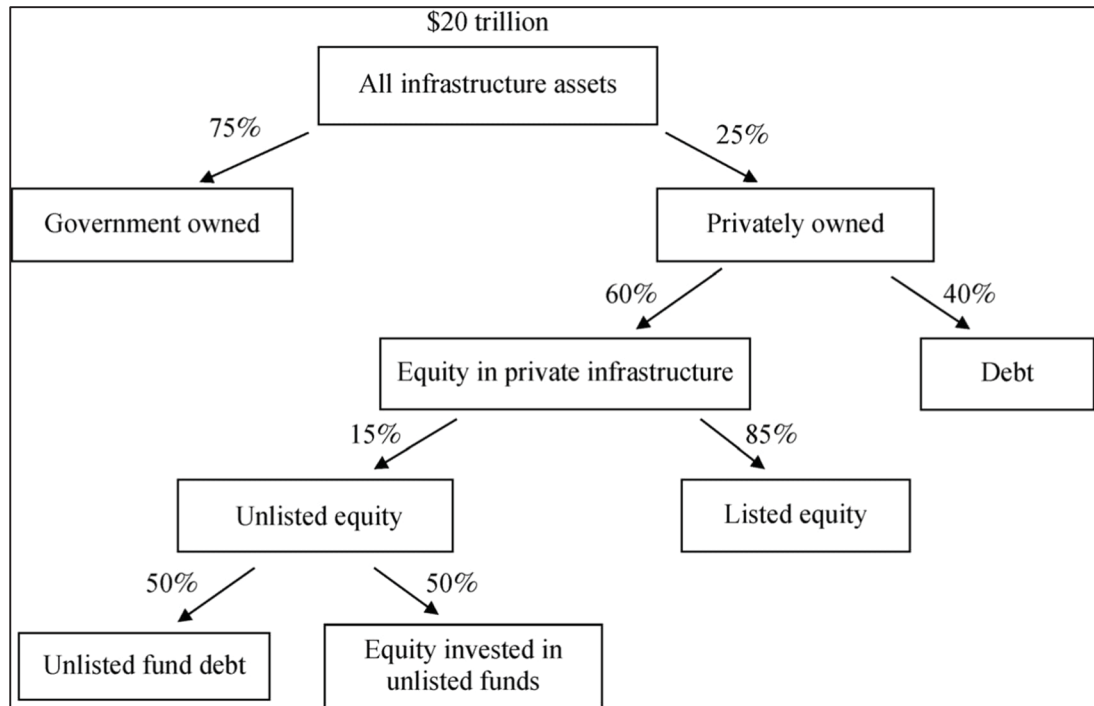 $20 trillion
All infrastructure assets
75%
25%
Government owned
Privately owned
60%
40%
Equity in private infrastructure
Debt
15%
85%
Unlisted equity
Listed equity
50%
50%
Unlisted fund debt
Equity invested in
unlisted funds